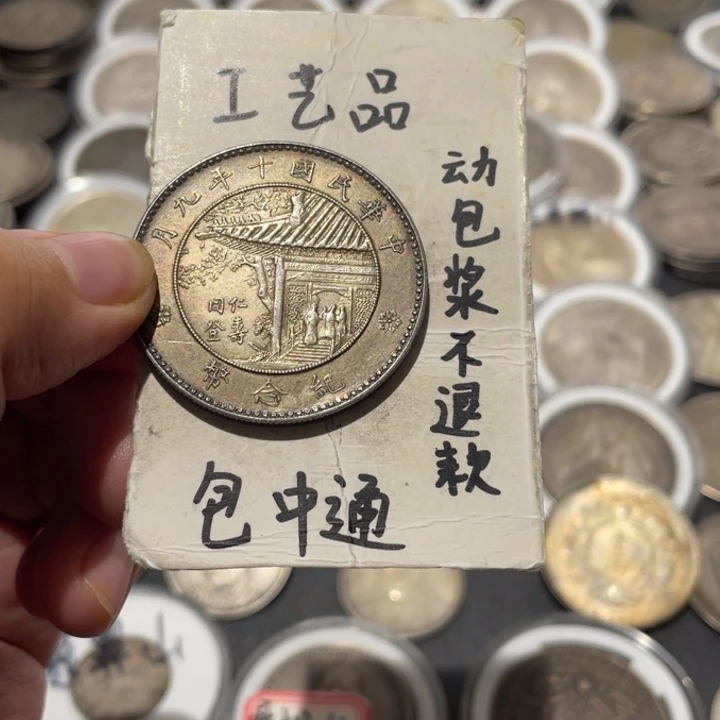 工艺品
动包浆不退款
包中通
中華民國十年九月
仁壽
同登
紀念幣